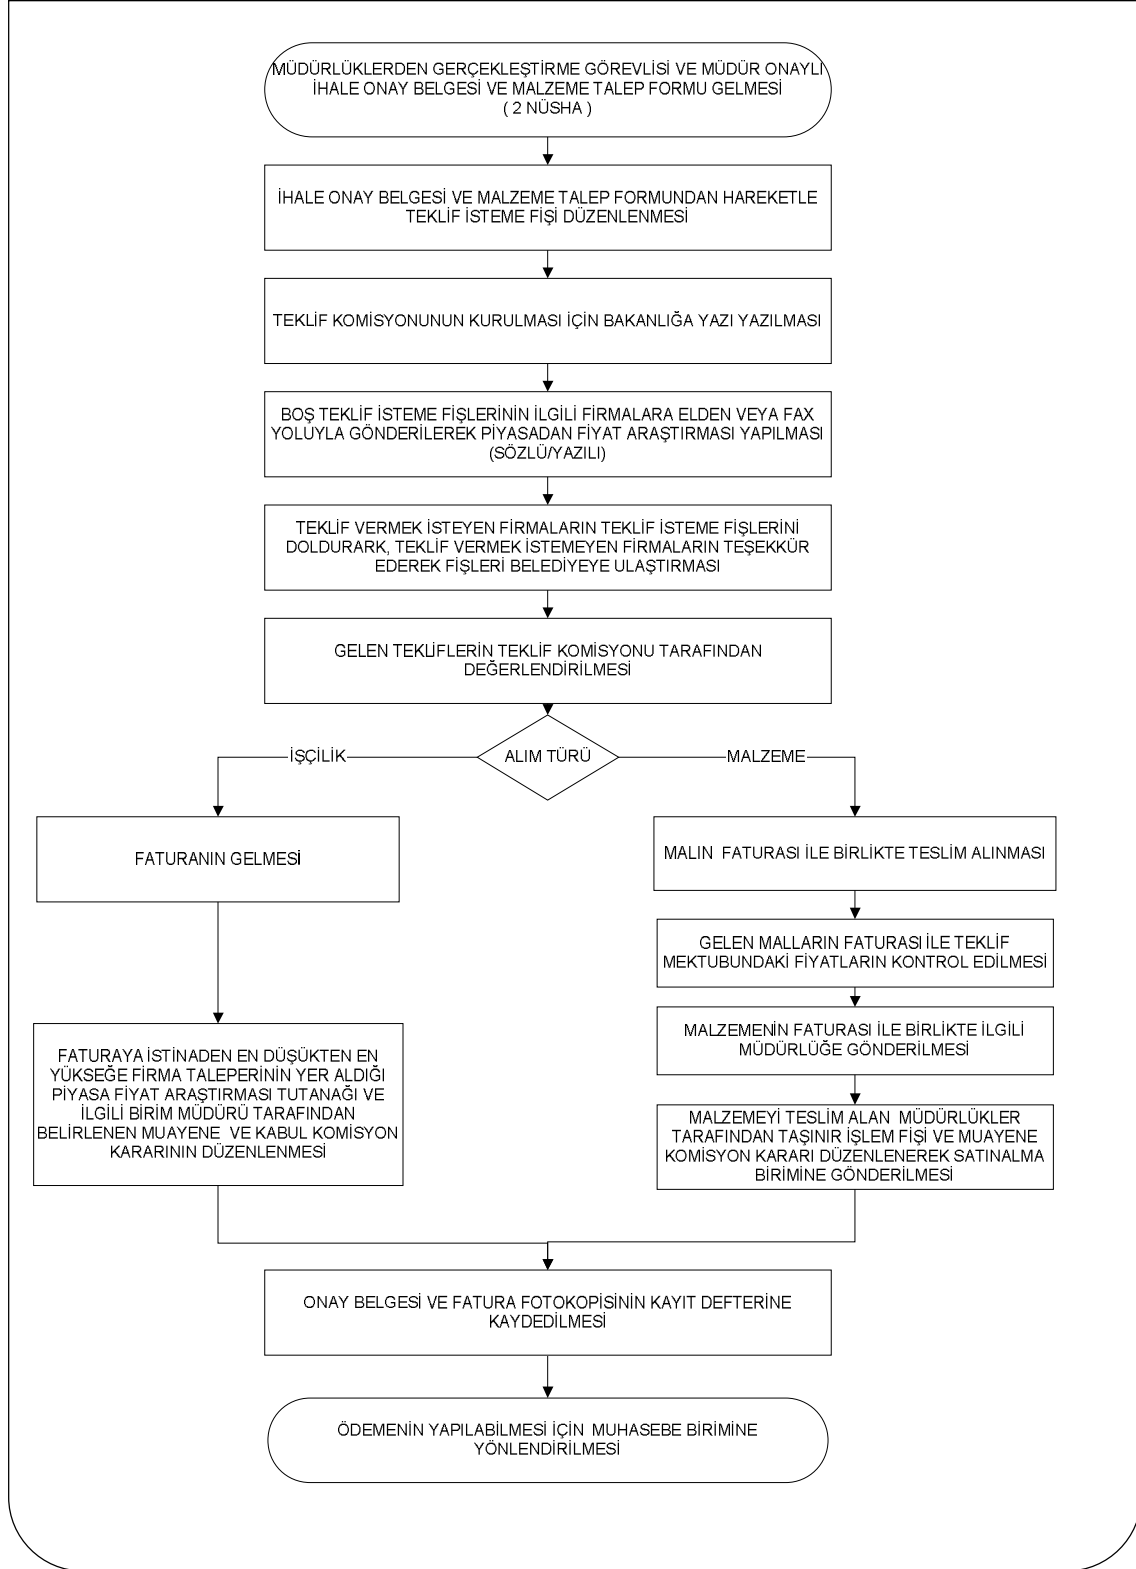 MÜDÜRLÜKLERDEN GERÇEKLEŞTİRME GÖREVLİSİ VE MÜDÜR ONAYLI
İHALE ONAY BELGESİ VE MALZEME TALEP FORMU GELMESİ
( 2 NÜSHA )
İHALE ONAY BELGESİ VE MALZEME TALEP FORMUNDAN HAREKETLE
TEKLİF İSTEME FİŞİ DÜZENLENMESİ
TEKLİF KOMİSYONUNUN KURULMASI İÇİN BAKANLIĞA YAZI YAZILMASI
BOŞ TEKLİF İSTEME FİŞLERİNİN İLGİLİ FİRMALARA ELDEN VEYA FAX
YOLUYLA GÖNDERİLEREK PİYASADAN FİYAT ARAŞTIRMASI YAPILMASI
(SÖZLÜ/YAZILI)
TEKLİF VERMEK İSTEYEN FİRMALARIN TEKLİF İSTEME FİŞLERİNİ
DOLDURARK, TEKLİF VERMEK İSTEMEYEN FİRMALARIN TEŞEKKÜR
EDEREK FİŞLERİ BELEDİYEYE ULAŞTIRMASI
GELEN TEKLİFLERİN TEKLİF KOMİSYONU TARAFINDAN
DEĞERLENDİRİLMESİ
İŞÇİLİK
ALIM TÜRÜ
MALZEME
FATURANIN GELMESİ
FATURAYA İSTİNADEN EN DÜŞÜKTEN EN
YÜKSEĞE FİRMA TALEPERİNİN YER ALDIĞI
PİYASA FİYAT ARAŞTIRMASI TUTANAĞI VE
İLGİLİ BİRİM MÜDÜRÜ TARAFINDAN
BELİRLENEN MUAYENE VE KABUL KOMİSYON
KARARININ DÜZENLENMESİ
MALIN FATURASI İLE BİRLİKTE TESLİM ALINMASI
GELEN MALLARIN FATURASI İLE TEKLİF
MEKTUBUNDAKİ FİYATLARIN KONTROL EDİLMESİ
MALZEMENİN FATURASI İLE BİRLİKTE İLGİLİ
MÜDÜRLÜĞE GÖNDERİLMESİ
MALZEMEYİ TESLİM ALAN MÜDÜRLÜKLER
TARAFINDAN TAŞINIR İŞLEM FİŞİ VE MUAYENE
KOMİSYON KARARI DÜZENLENEREK SATINALMA
BİRİMİNE GÖNDERİLMESİ
ONAY BELGESİ VE FATURA FOTOKOPİSİNİN KAYIT DEFTERİNE
KAYDEDİLMESİ
ÖDEMENİN YAPILABİLMESİ İÇİN MUHASEBE BİRİMİNE
YÖNLENDİRİLMESİ